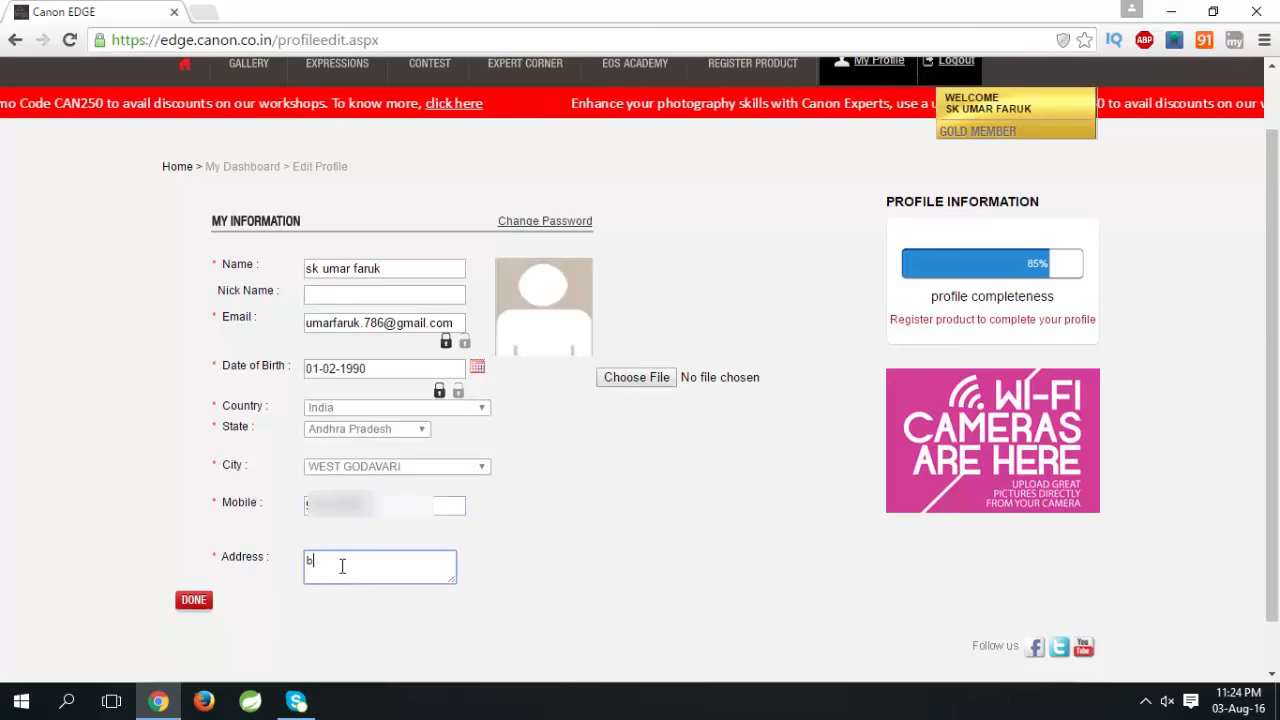 Canon EDGE
https://edge.canon.co.in/profileedit.aspx
IQ
ABP
91
my
GALLERY
EXPRESSIONS
CONTEST
EXPERT CORNER
EOS ACADEMY
REGISTER PRODUCT
My Profile
Logout
mo Code CAN250 to avail discounts on our workshops. To know more, click here
Enhance your photography skills with Canon Experts, use a
0 to avail discounts on our
WELCOME
SK UMAR FARUK
GOLD MEMBER
Home > My Dashboard > Edit Profile
MY INFORMATION
Change Password
* Name : sk umar faruk
Nick Name :
* Email : umarfaruk.786@gmail.com
* Date of Birth : 01-02-1990
Choose File No file chosen
* Country : India
* State : Andhra Pradesh
* City : WEST GODAVARI
* Mobile :
* Address : b
DONE
PROFILE INFORMATION
85%
profile completeness
Register product to complete your profile
WI-FI
CAMERAS
ARE HERE
UPLOAD GREAT
PICTURES DIRECTLY
FROM YOUR CAMERA
Follow us
You
Tube
11:24 PM
03-Aug-16